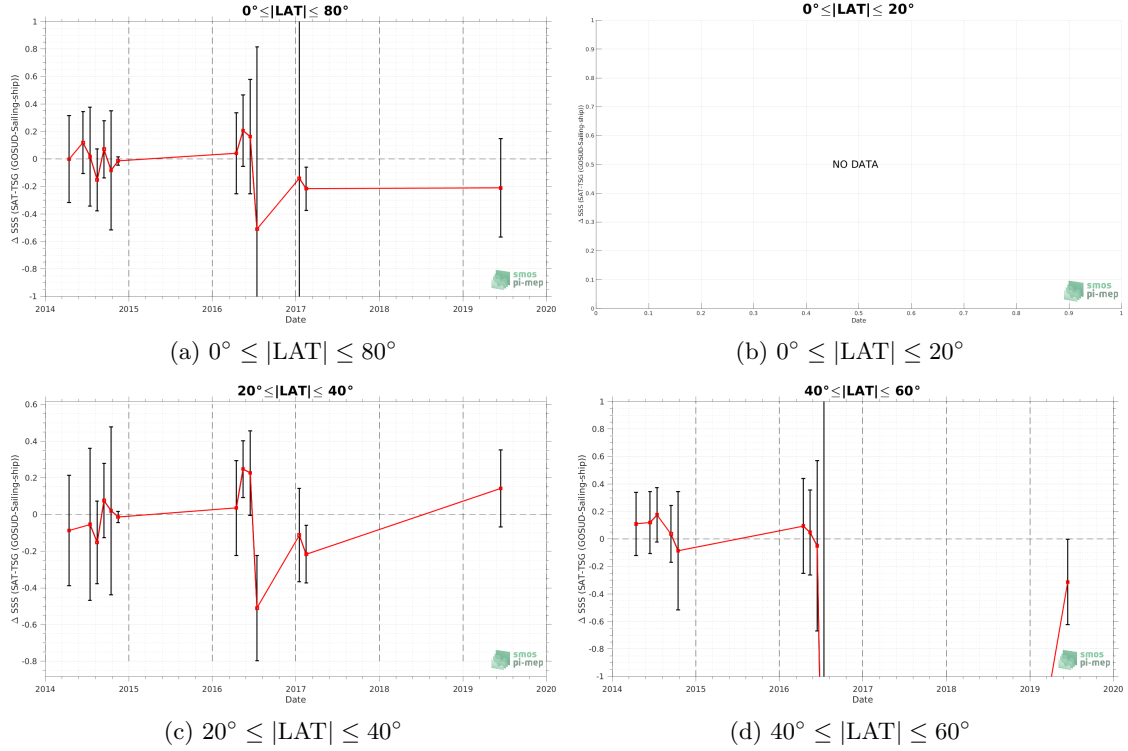 0°≤|LAT|≤ 80°
Δ SSS (SAT-TSG (GOSUD-Sailing-ship))
1
0.8
0.6
0.4
0.2
0
-0.2
-0.4
-0.6
-0.8
-1
2014 2015 2016 2017 2018 2019 2020
Date
smos
pi-mep
(a) 0° ≤ |LAT| ≤ 80°
0°≤|LAT|≤ 20°
Δ SSS (SAT-TSG (GOSUD-Sailing-ship))
1
0.9
0.8
0.7
0.6
0.5
0.4
0.3
0.2
0.1
0
NO DATA
0 0.1 0.2 0.3 0.4 0.5 0.6 0.7 0.8 0.9 1
Date
smos
pi-mep
(b) 0° ≤ |LAT| ≤ 20°
20°≤|LAT|≤ 40°
Δ SSS (SAT-TSG (GOSUD-Sailing-ship))
0.6
0.4
0.2
0
-0.2
-0.4
-0.6
-0.8
2014 2015 2016 2017 2018 2019 2020
Date
smos
pi-mep
(c) 20° ≤ |LAT| ≤ 40°
40°≤|LAT|≤ 60°
Δ SSS (SAT-TSG (GOSUD-Sailing-ship))
1
0.8
0.6
0.4
0.2
0
-0.2
-0.4
-0.6
-0.8
-1
2014 2015 2016 2017 2018 2019 2020
Date
smos
pi-mep
(d) 40° ≤ |LAT| ≤ 60°